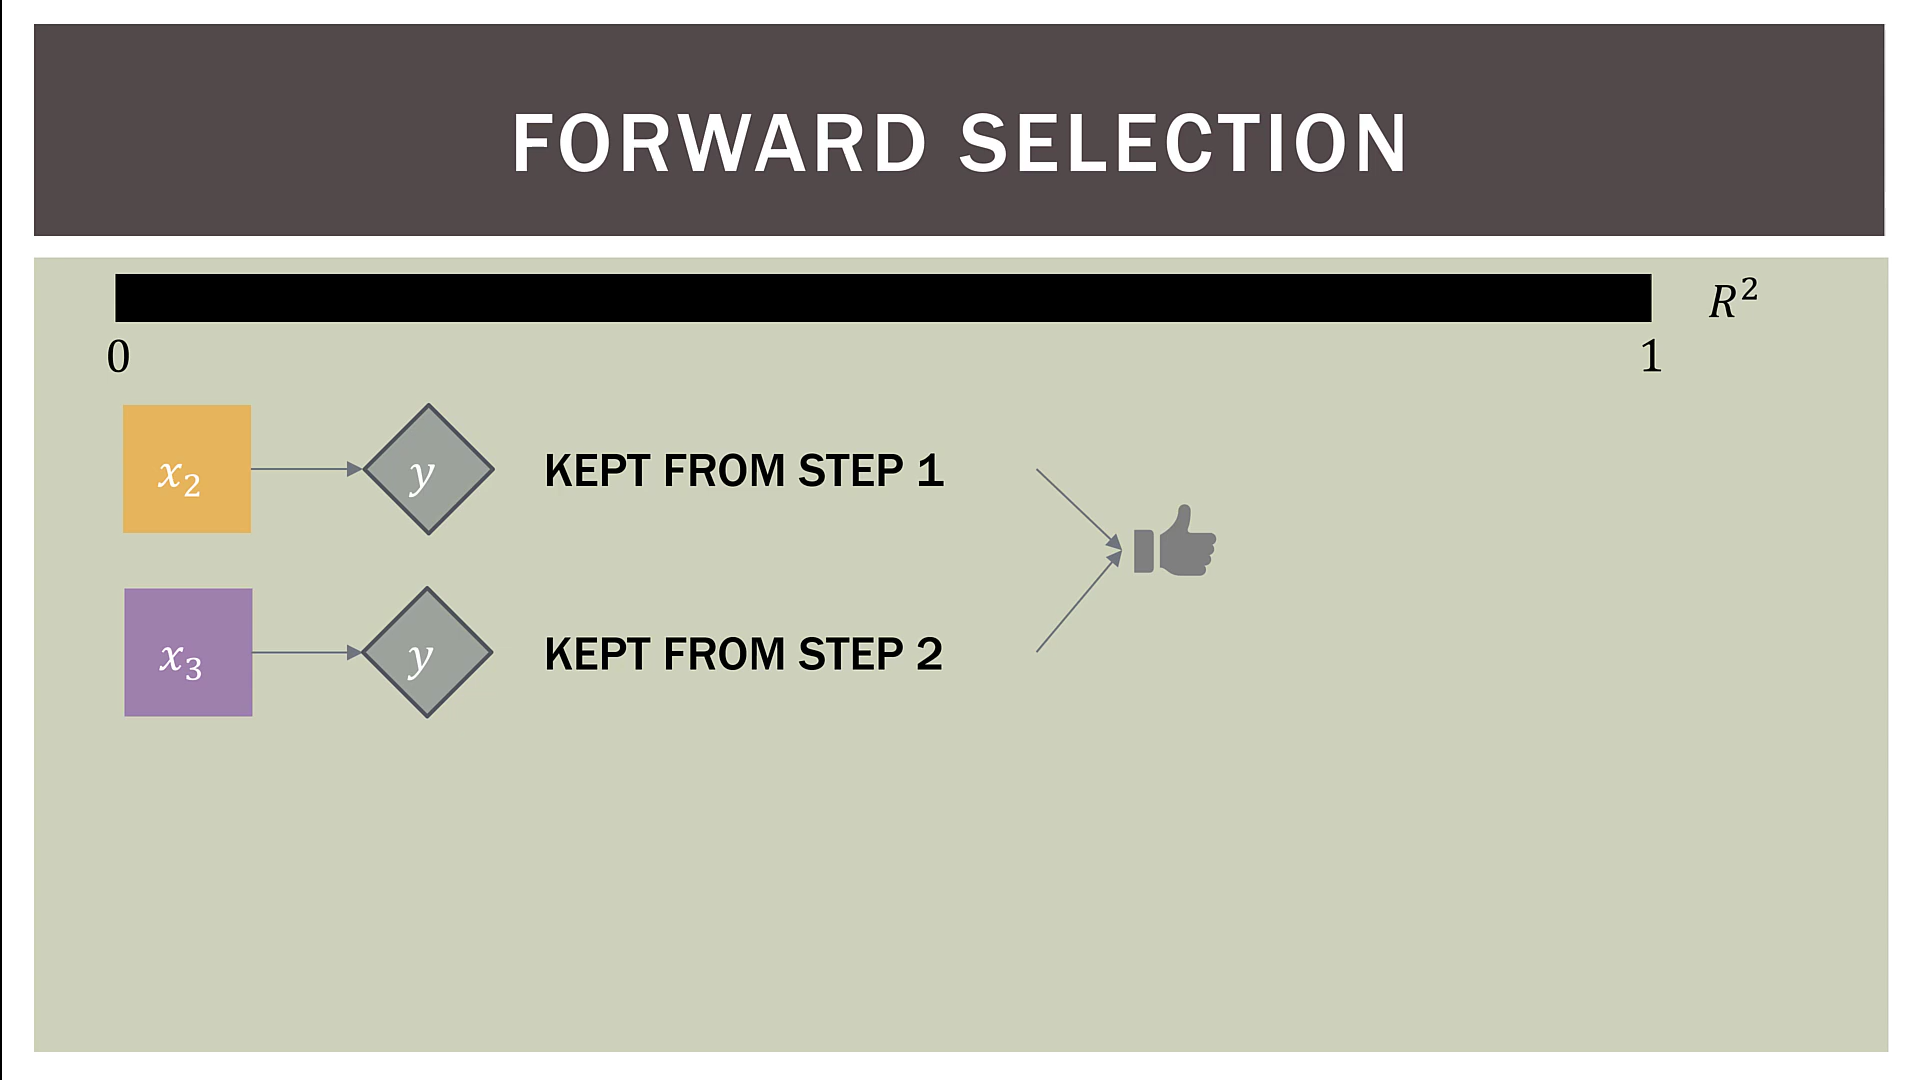 FORWARD SELECTION
R²
0 1
x₂ y KEPT FROM STEP 1
x₃ y KEPT FROM STEP 2